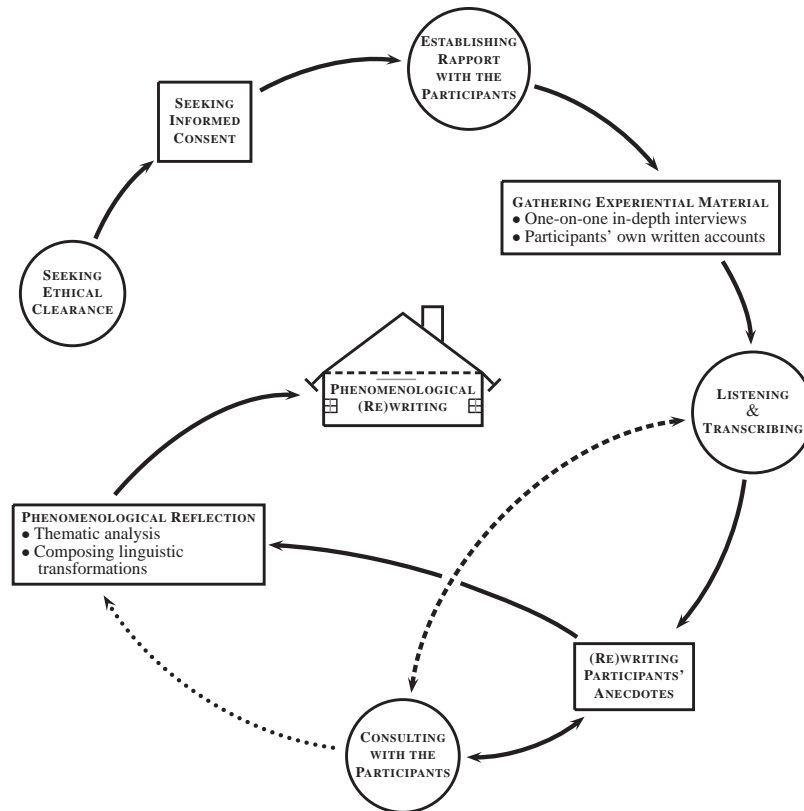 ESTABLISHING
RAPPORT
WITH THE
PARTICIPANTS
SEEKING
INFORMED
CONSENT
GATHERING EXPERIENTIAL MATERIAL
• One-on-one in-depth interviews
• Participants’ own written accounts
SEEKING
ETHICAL
CLEARANCE
PHENOMENOLOGICAL
(RE)WRITING
LISTENING
&
TRANSCRIBING
PHENOMENOLOGICAL REFLECTION
• Thematic analysis
• Composing linguistic
transformations
(RE)WRITING
PARTICIPANTS’
ANECDOTES
CONSULTING
WITH THE
PARTICIPANTS